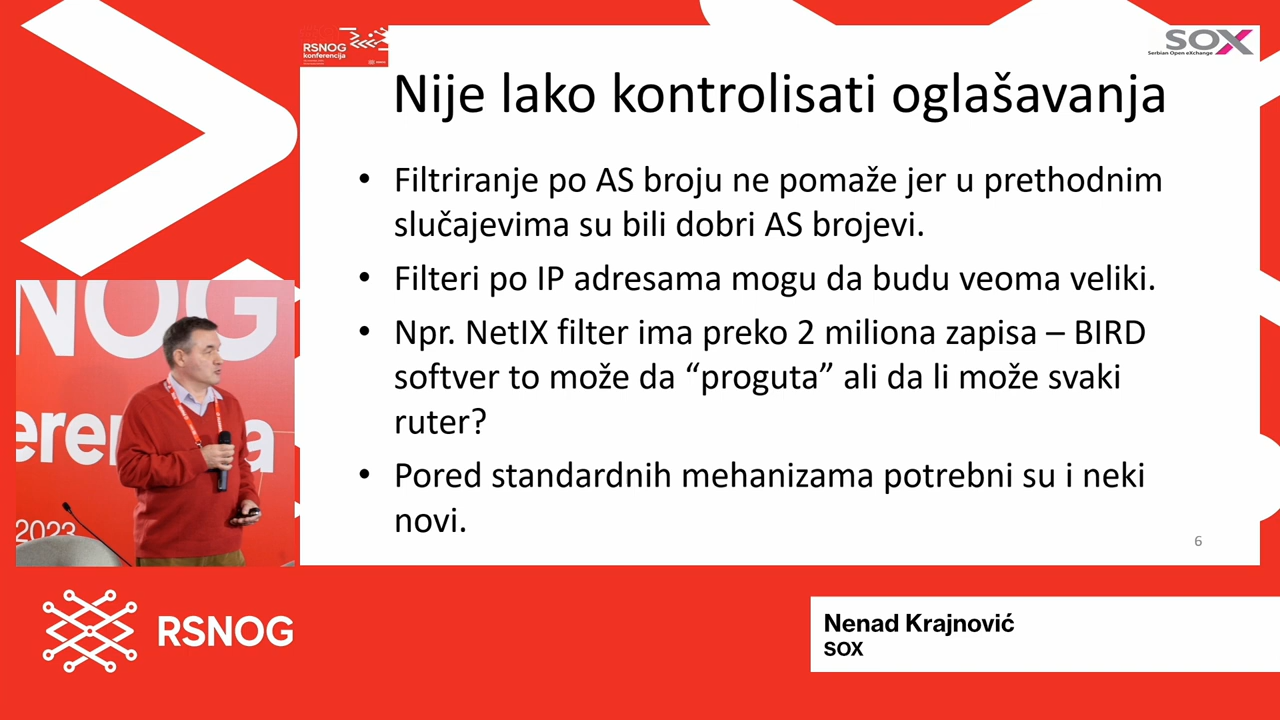 RSNOG
konferencija
SOX
Serbian Open eXchange
Nije lako kontrolisati oglašavanja
• Filtriranje po AS broju ne pomaže jer u prethodnim
slučajevima su bili dobri AS brojevi.
• Filteri po IP adresama mogu da budu veoma veliki.
• Npr. NetIX filter ima preko 2 miliona zapisa – BIRD
softver to može da “proguta” ali da li može svaki
ruter?
• Pored standardnih mehanizama potrebni su i neki
novi.
6
NOG
2023
RSNOG
Nenad Krajnović
SOX